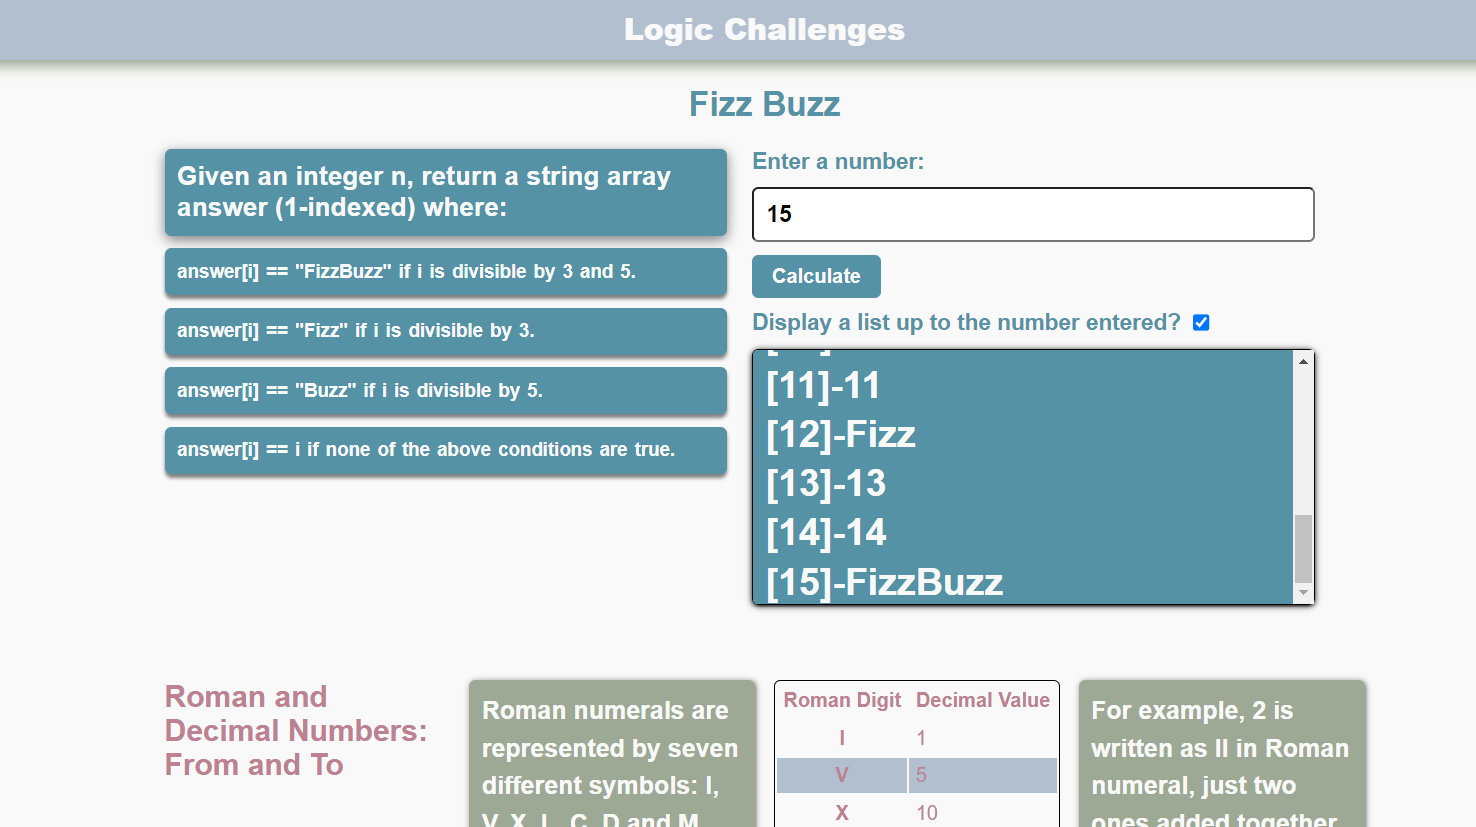 Logic Challenges
Fizz Buzz
Given an integer n, return a string array
answer (1-indexed) where:
answer[i] == "FizzBuzz" if i is divisible by 3 and 5.
answer[i] == "Fizz" if i is divisible by 3.
answer[i] == "Buzz" if i is divisible by 5.
answer[i] == i if none of the above conditions are true.
Enter a number:
15
Calculate
Display a list up to the number entered?
[11]-11
[12]-Fizz
[13]-13
[14]-14
[15]-FizzBuzz
Roman and
Decimal Numbers:
From and To
Roman numerals are
represented by seven
different symbols: I,
V, X, L, C, D and M
Roman Digit Decimal Value
I 1
V 5
X 10
For example, 2 is
written as II in Roman
numeral, just two
ones added together